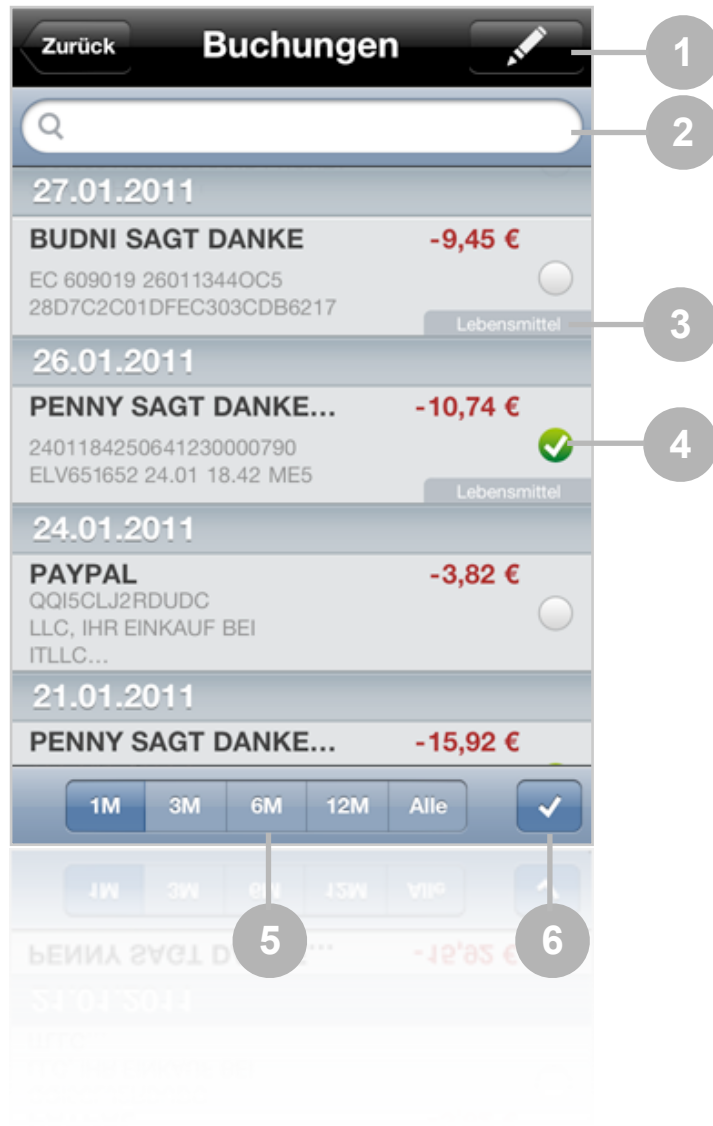 Zurück Buchungen 1
2
27.01.2011
BUDNI SAGT DANKE -9,45 €
EC 609019 26011344OC5
28D7C2C01DFEC303CDB6217
Lebensmittel 3
26.01.2011
PENNY SAGT DANKE... -10,74 €
2401184250641230000790 4
ELV651652 24.01 18.42 ME5
Lebensmittel
24.01.2011
PAYPAL -3,82 €
QQI5CLJ2RDUDC
LLC, IHR EINKAUF BEI
ITLLC...
21.01.2011
PENNY SAGT DANKE... -15,92 €
1M 3M 6M 12M Alle
5 6